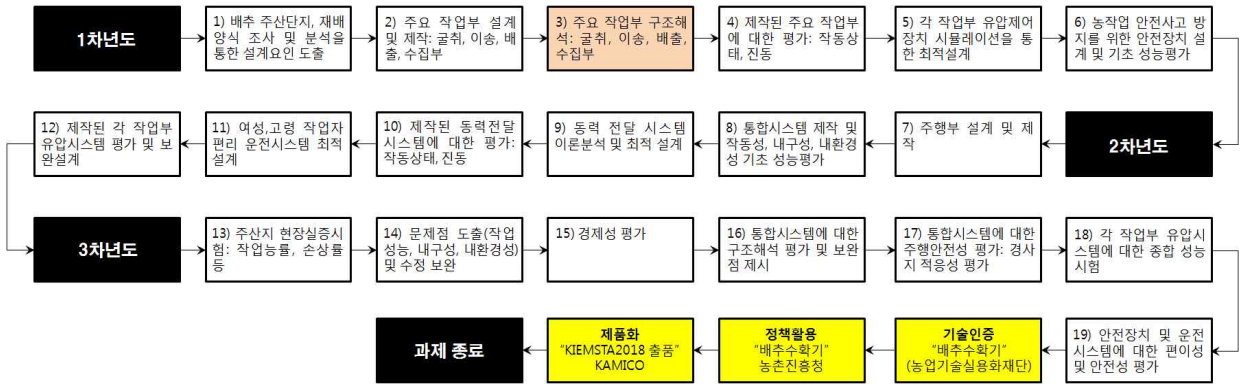 1차년도
1) 배추 주산단지, 재배
양식 조사 및 분석을
통한 설계요인 도출
2) 주요 작업부 설계
및 제작: 굴취, 이송, 배
출, 수집부
3) 주요 작업부 구조해
석: 굴취, 이송, 배출,
수집부
4) 제작된 주요 작업부
에 대한 평가: 작동상
태, 진동
5) 각 작업부 유압제어
장치 시뮬레이션을 통
한 최적설계
6) 농작업 안전사고 방
지를 위한 안전장치 설
계 및 기초 성능평가
2차년도
7) 주행부 설계 및 제
작
8) 통합시스템 제작 및
작동성, 내구성, 내환경
성 기초 성능평가
9) 동력 전달 시스템
이론분석 및 최적 설계
10) 제작된 동력전달
시스템에 대한 평가:
작동상태, 진동
11) 여성,고령 작업자
편리 운전시스템 최적
설계
12) 제작된 각 작업부
유압시스템 평가 및 보
완설계
3차년도
13) 주산지 현장실증시
험: 작업능률, 손상률
등
14) 문제점 도출(작업
성능, 내구성, 내환경성)
및 수정 보완
15) 경제성 평가
16) 통합시스템에 대한
구조해석 평가 및 보완
점 제시
17) 통합시스템에 대한
주행안전성 평가: 경사
지 적응성 평가
18) 각 작업부 유압시
스템에 대한 종합 성능
시험
19) 안전장치 및 운전
시스템에 대한 편이성
및 안전성 평가
기술인증
"배추수확기"
(농업기술실용화재단)
정책활용
"배추수확기"
농촌진흥청
제품화
"KIEMSTA2018 출품"
KAMICO
과제 종료